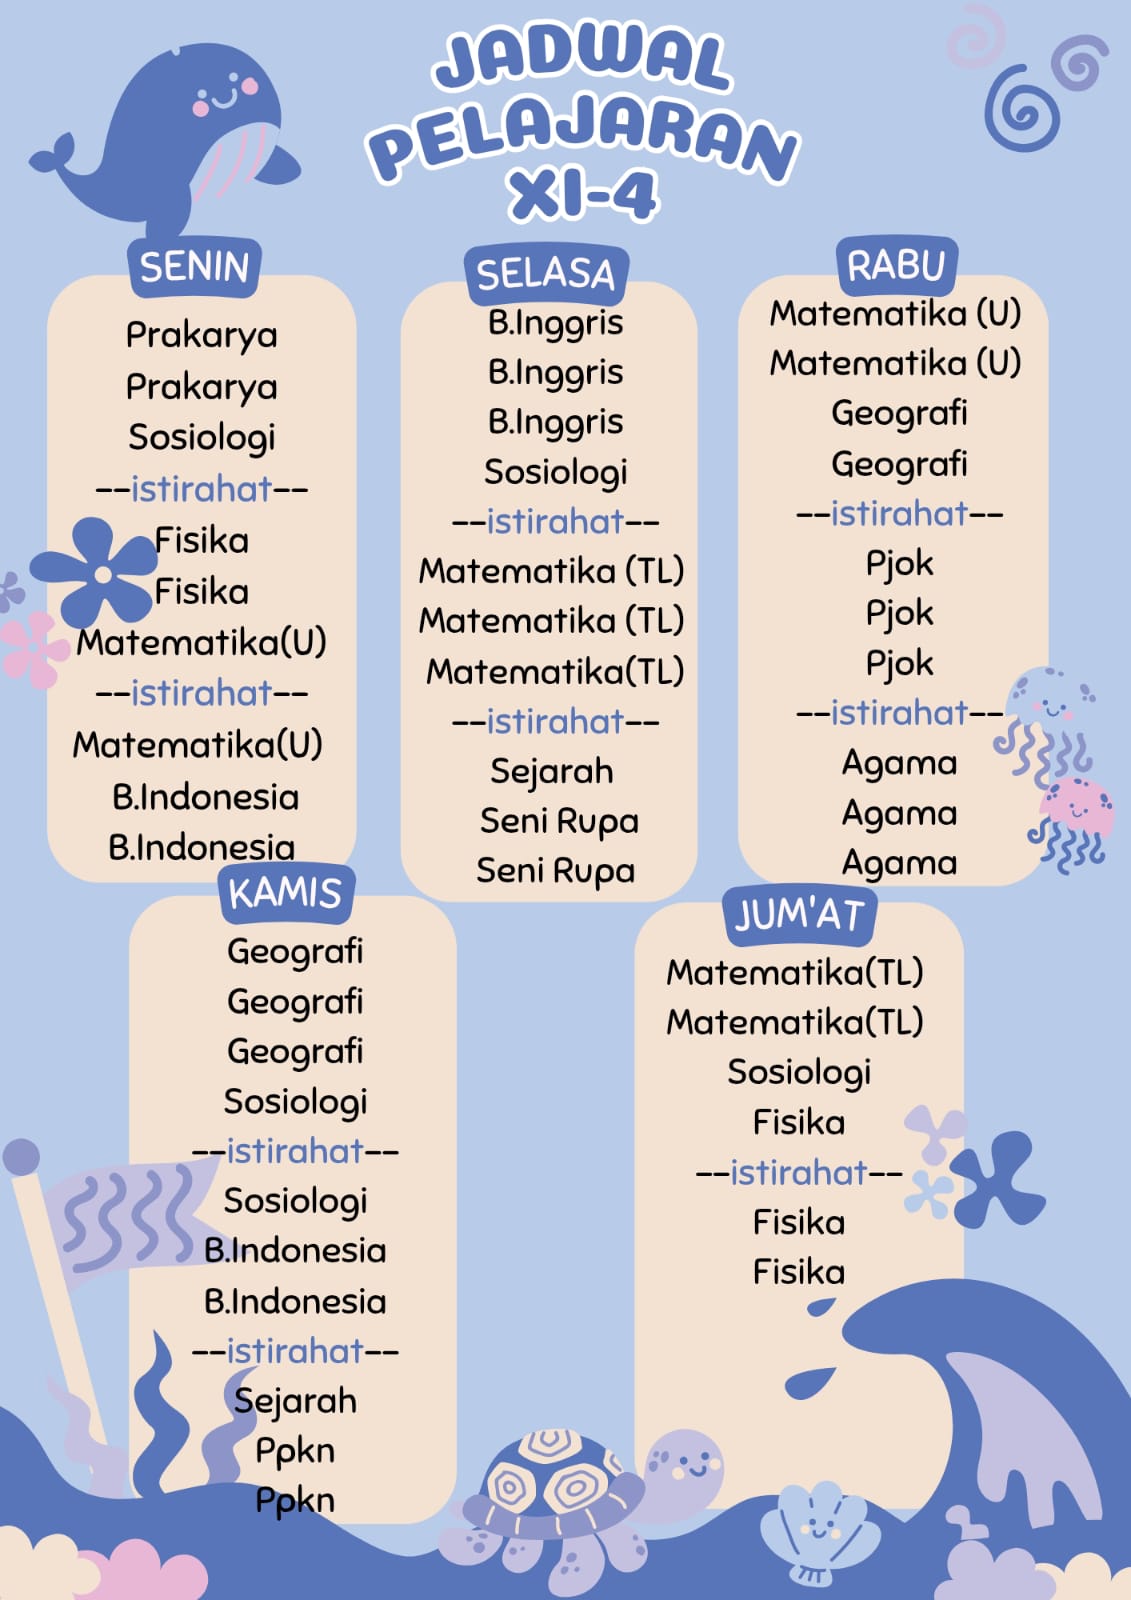 JADWAL
PELAJARAN
XI-4
SENIN
Prakarya
Prakarya
Sosiologi
--istirahat--
Fisika
Fisika
Matematika(U)
--istirahat--
Matematika(U)
B.Indonesia
B.Indonesia
SELASA
B.Inggris
B.Inggris
B.Inggris
Sosiologi
--istirahat--
Matematika (TL)
Matematika (TL)
Matematika(TL)
--istirahat--
Sejarah
Seni Rupa
Seni Rupa
RABU
Matematika (U)
Matematika (U)
Geografi
Geografi
--istirahat--
Pjok
Pjok
Pjok
--istirahat--
Agama
Agama
Agama
KAMIS
Geografi
Geografi
Geografi
Sosiologi
--istirahat--
Sosiologi
B.Indonesia
B.Indonesia
--istirahat--
Sejarah
Ppkn
Ppkn
JUM'AT
Matematika(TL)
Matematika(TL)
Sosiologi
Fisika
--istirahat--
Fisika
Fisika